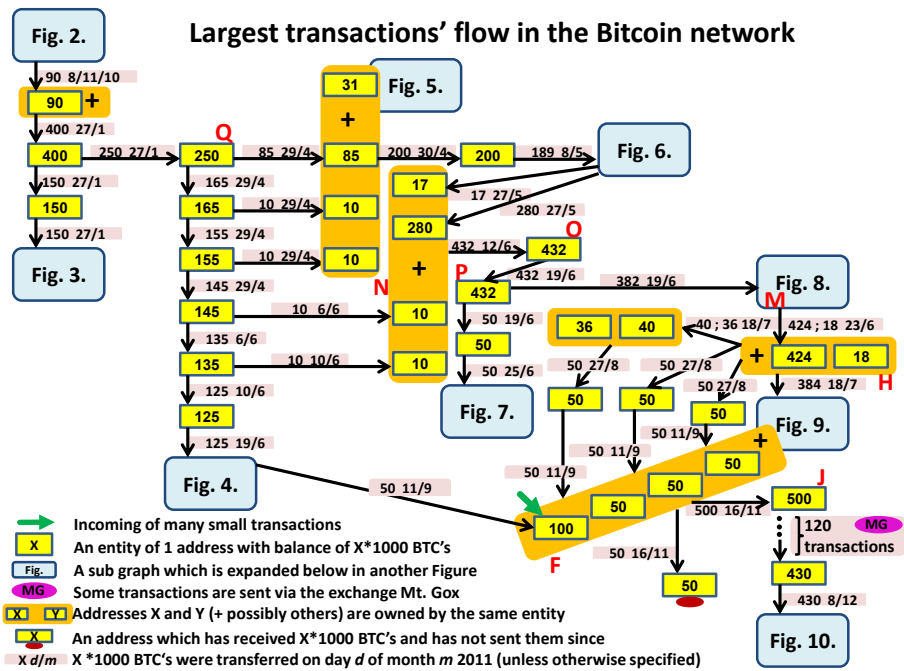 Largest transactions' flow in the Bitcoin network
Fig. 2.
90 8/11/10
90 +
400 27/1
400
250 27/1
150 27/1
150
150 27/1
Fig. 3.
Q
250
85 29/4
165 29/4
165
10 29/4
155 29/4
155
10 29/4
145 29/4
145
10 6/6
135 6/6
135
10 10/6
125 10/6
125
125 19/6
Fig. 4.
50 11/9
Fig. 5.
31
+
85
10
10
200 30/4
200
189 8/5
Fig. 6.
17 27/5
280 27/5
17
280
+
N
10
10
432 12/6
O
432
432 19/6
P
432
382 19/6
50 19/6
50
50 25/6
Fig. 7.
Fig. 8.
M
424 ; 18 23/6
40 ; 36 18/7
36 40
+ 424 18
H
384 18/7
Fig. 9.
50 27/8
50 27/8
50 27/8
50
50
50
50 11/9
50 11/9
50 11/9
+
50
50
50
100
F
500 16/11
J
500
50 16/11
50
120
transactions
MG
430
430 8/12
Fig. 10.
Incoming of many small transactions
X An entity of 1 address with balance of X*1000 BTC's
Fig. A sub graph which is expanded below in another Figure
MG Some transactions are sent via the exchange Mt. Gox
X Y Addresses X and Y (+ possibly others) are owned by the same entity
X An address which has received X*1000 BTC's and has not sent them since
X d/m X *1000 BTC's were transferred on day d of month m 2011 (unless otherwise specified)